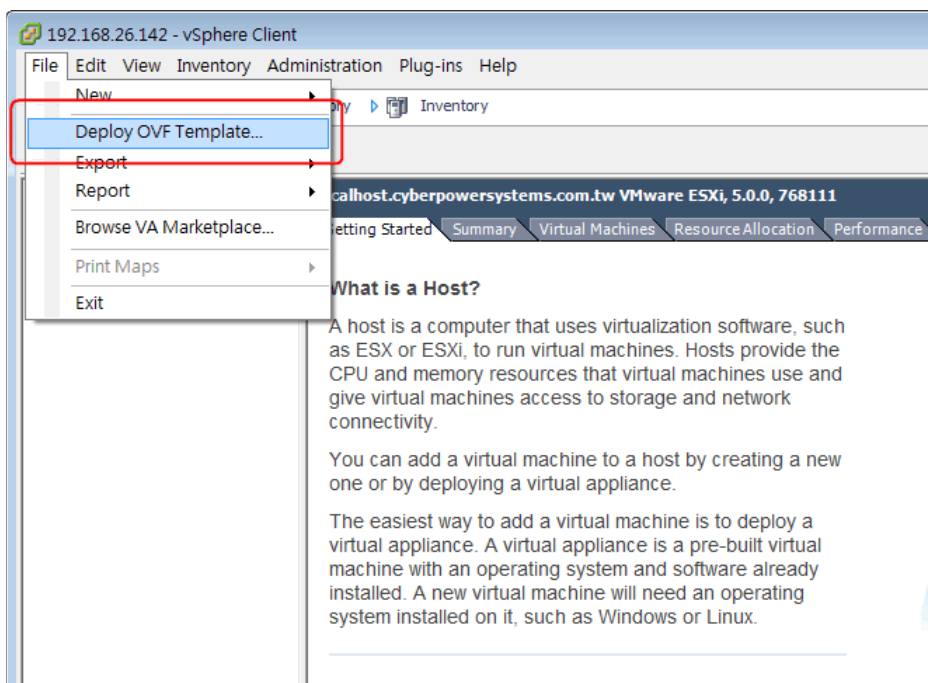 192.168.26.142 - vSphere Client
File Edit View Inventory Administration Plug-ins Help
New
Inventory
Deploy OVF Template...
Export
Report
calhost.cyberpowersystems.com.tw VMware ESXi, 5.0.0, 768111
Browse VA Marketplace...
etting Started Summary Virtual Machines Resource Allocation Performance
Print Maps
Exit
What is a Host?
A host is a computer that uses virtualization software, such
as ESX or ESXi, to run virtual machines. Hosts provide the
CPU and memory resources that virtual machines use and
give virtual machines access to storage and network
connectivity.
You can add a virtual machine to a host by creating a new
one or by deploying a virtual appliance.
The easiest way to add a virtual machine is to deploy a
virtual appliance. A virtual appliance is a pre-built virtual
machine with an operating system and software already
installed. A new virtual machine will need an operating
system installed on it, such as Windows or Linux.